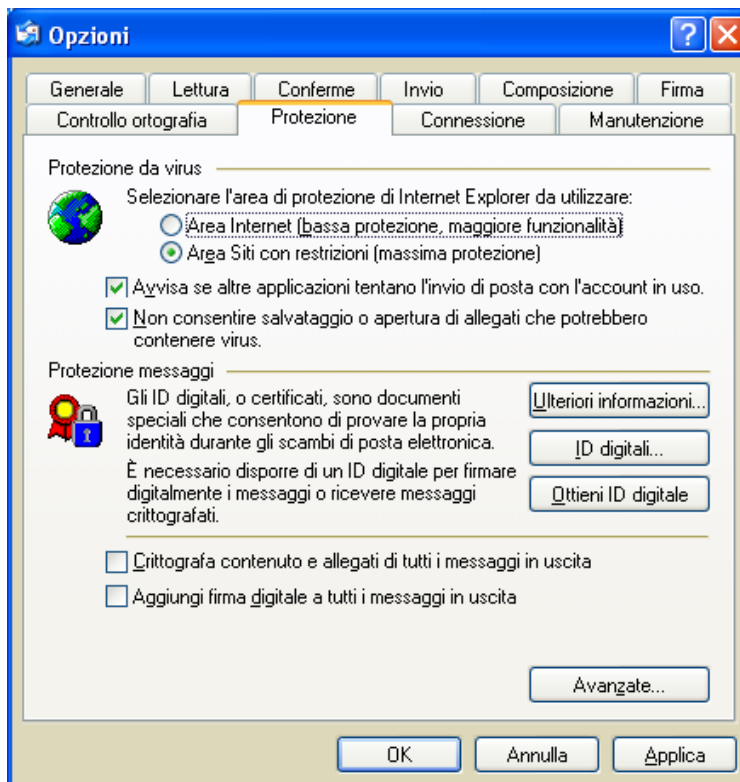 Opzioni
Generale Lettura Conferme Invio Composizione Firma
Controllo ortografia Protezione Connessione Manutenzione
Protezione da virus
Selezionare l'area di protezione di Internet Explorer da utilizzare:
Area Internet (bassa protezione, maggiore funzionalità)
Area Siti con restrizioni (massima protezione)
Avvisa se altre applicazioni tentano l'invio di posta con l'account in uso.
Non consentire salvataggio o apertura di allegati che potrebbero
contenere virus.
Protezione messaggi
Gli ID digitali, o certificati, sono documenti
speciali che consentono di provare la propria
identità durante gli scambi di posta elettronica.
È necessario disporre di un ID digitale per firmare
digitalmente i messaggi o ricevere messaggi
crittografati.
Ulteriori informazioni...
ID digitali...
Ottieni ID digitale
Crittografa contenuto e allegati di tutti i messaggi in uscita
Aggiungi firma digitale a tutti i messaggi in uscita
Avanzate...
OK Annulla Applica